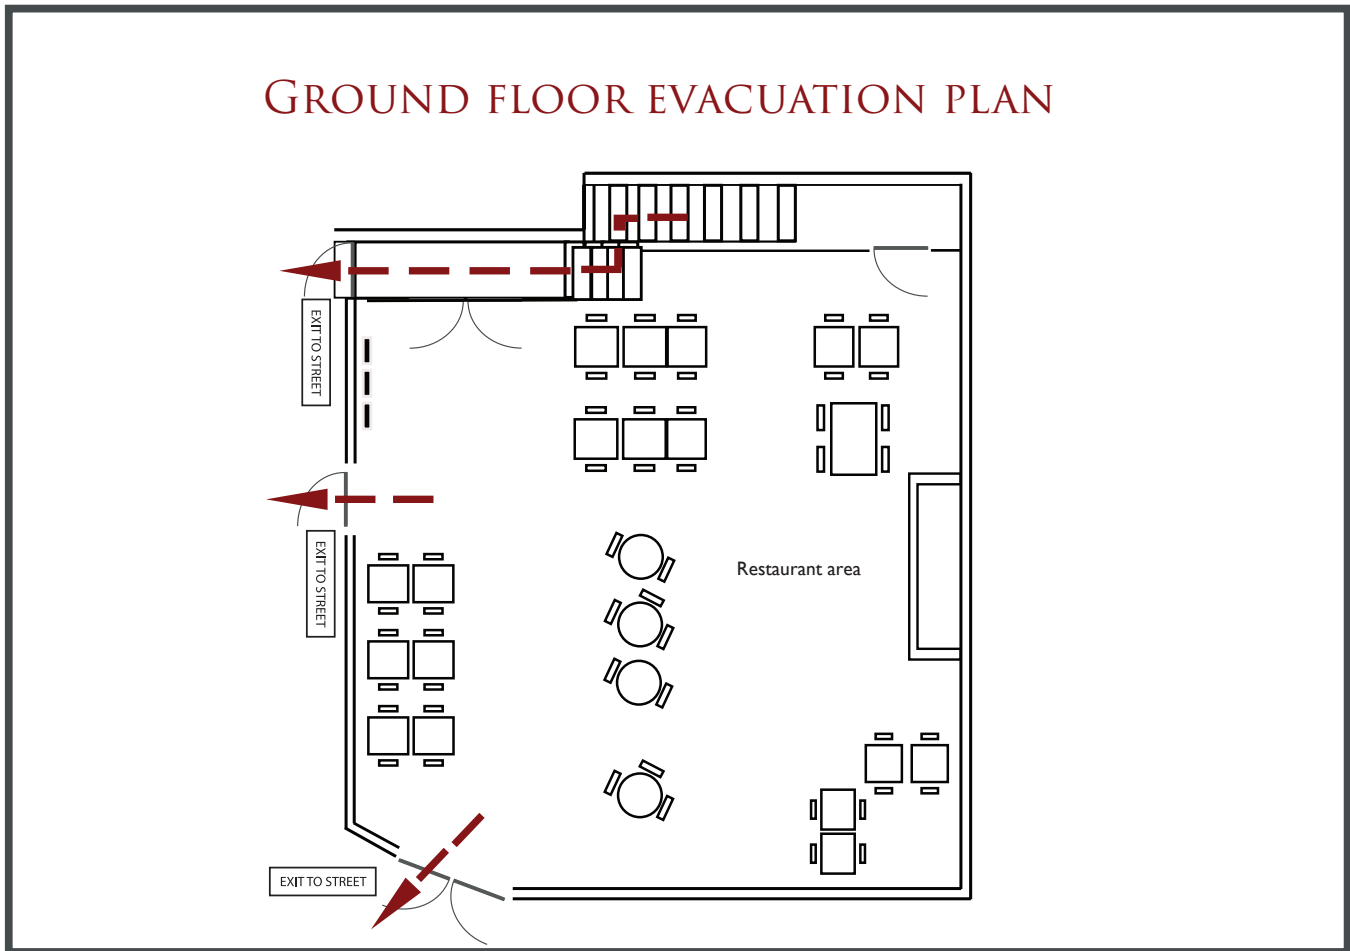 GROUND FLOOR EVACUATION PLAN
EXIT TO STREET
EXIT TO STREET
Restaurant area
EXIT TO STREET